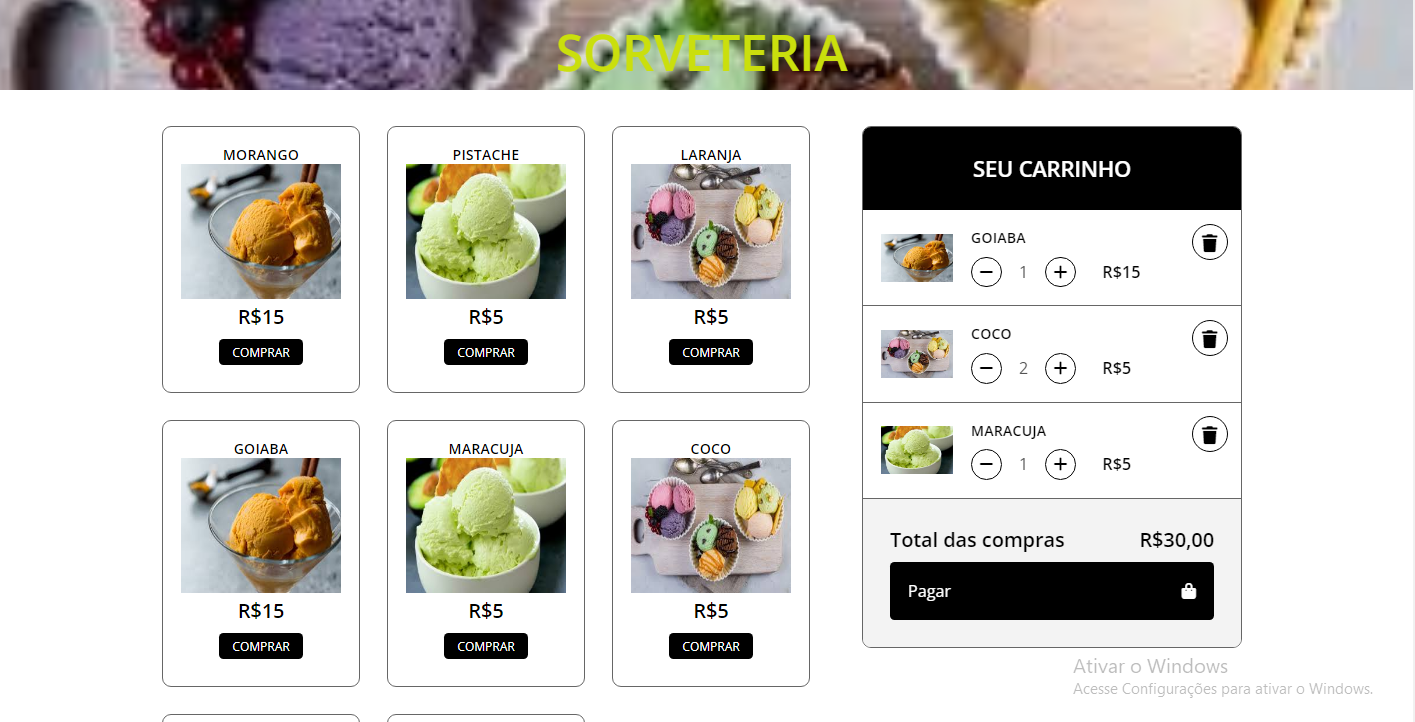 SORVETERIA
MORANGO
R$15
COMPRAR
PISTACHE
R$5
COMPRAR
LARANJA
R$5
COMPRAR
GOIABA
R$15
COMPRAR
MARACUJA
R$5
COMPRAR
COCO
R$5
COMPRAR
SEU CARRINHO
GOIABA
1 R$15
COCO
2 R$5
MARACUJA
1 R$5
Total das compras R$30,00
Pagar
Ativar o Windows
Acesse Configurações para ativar o Windows.